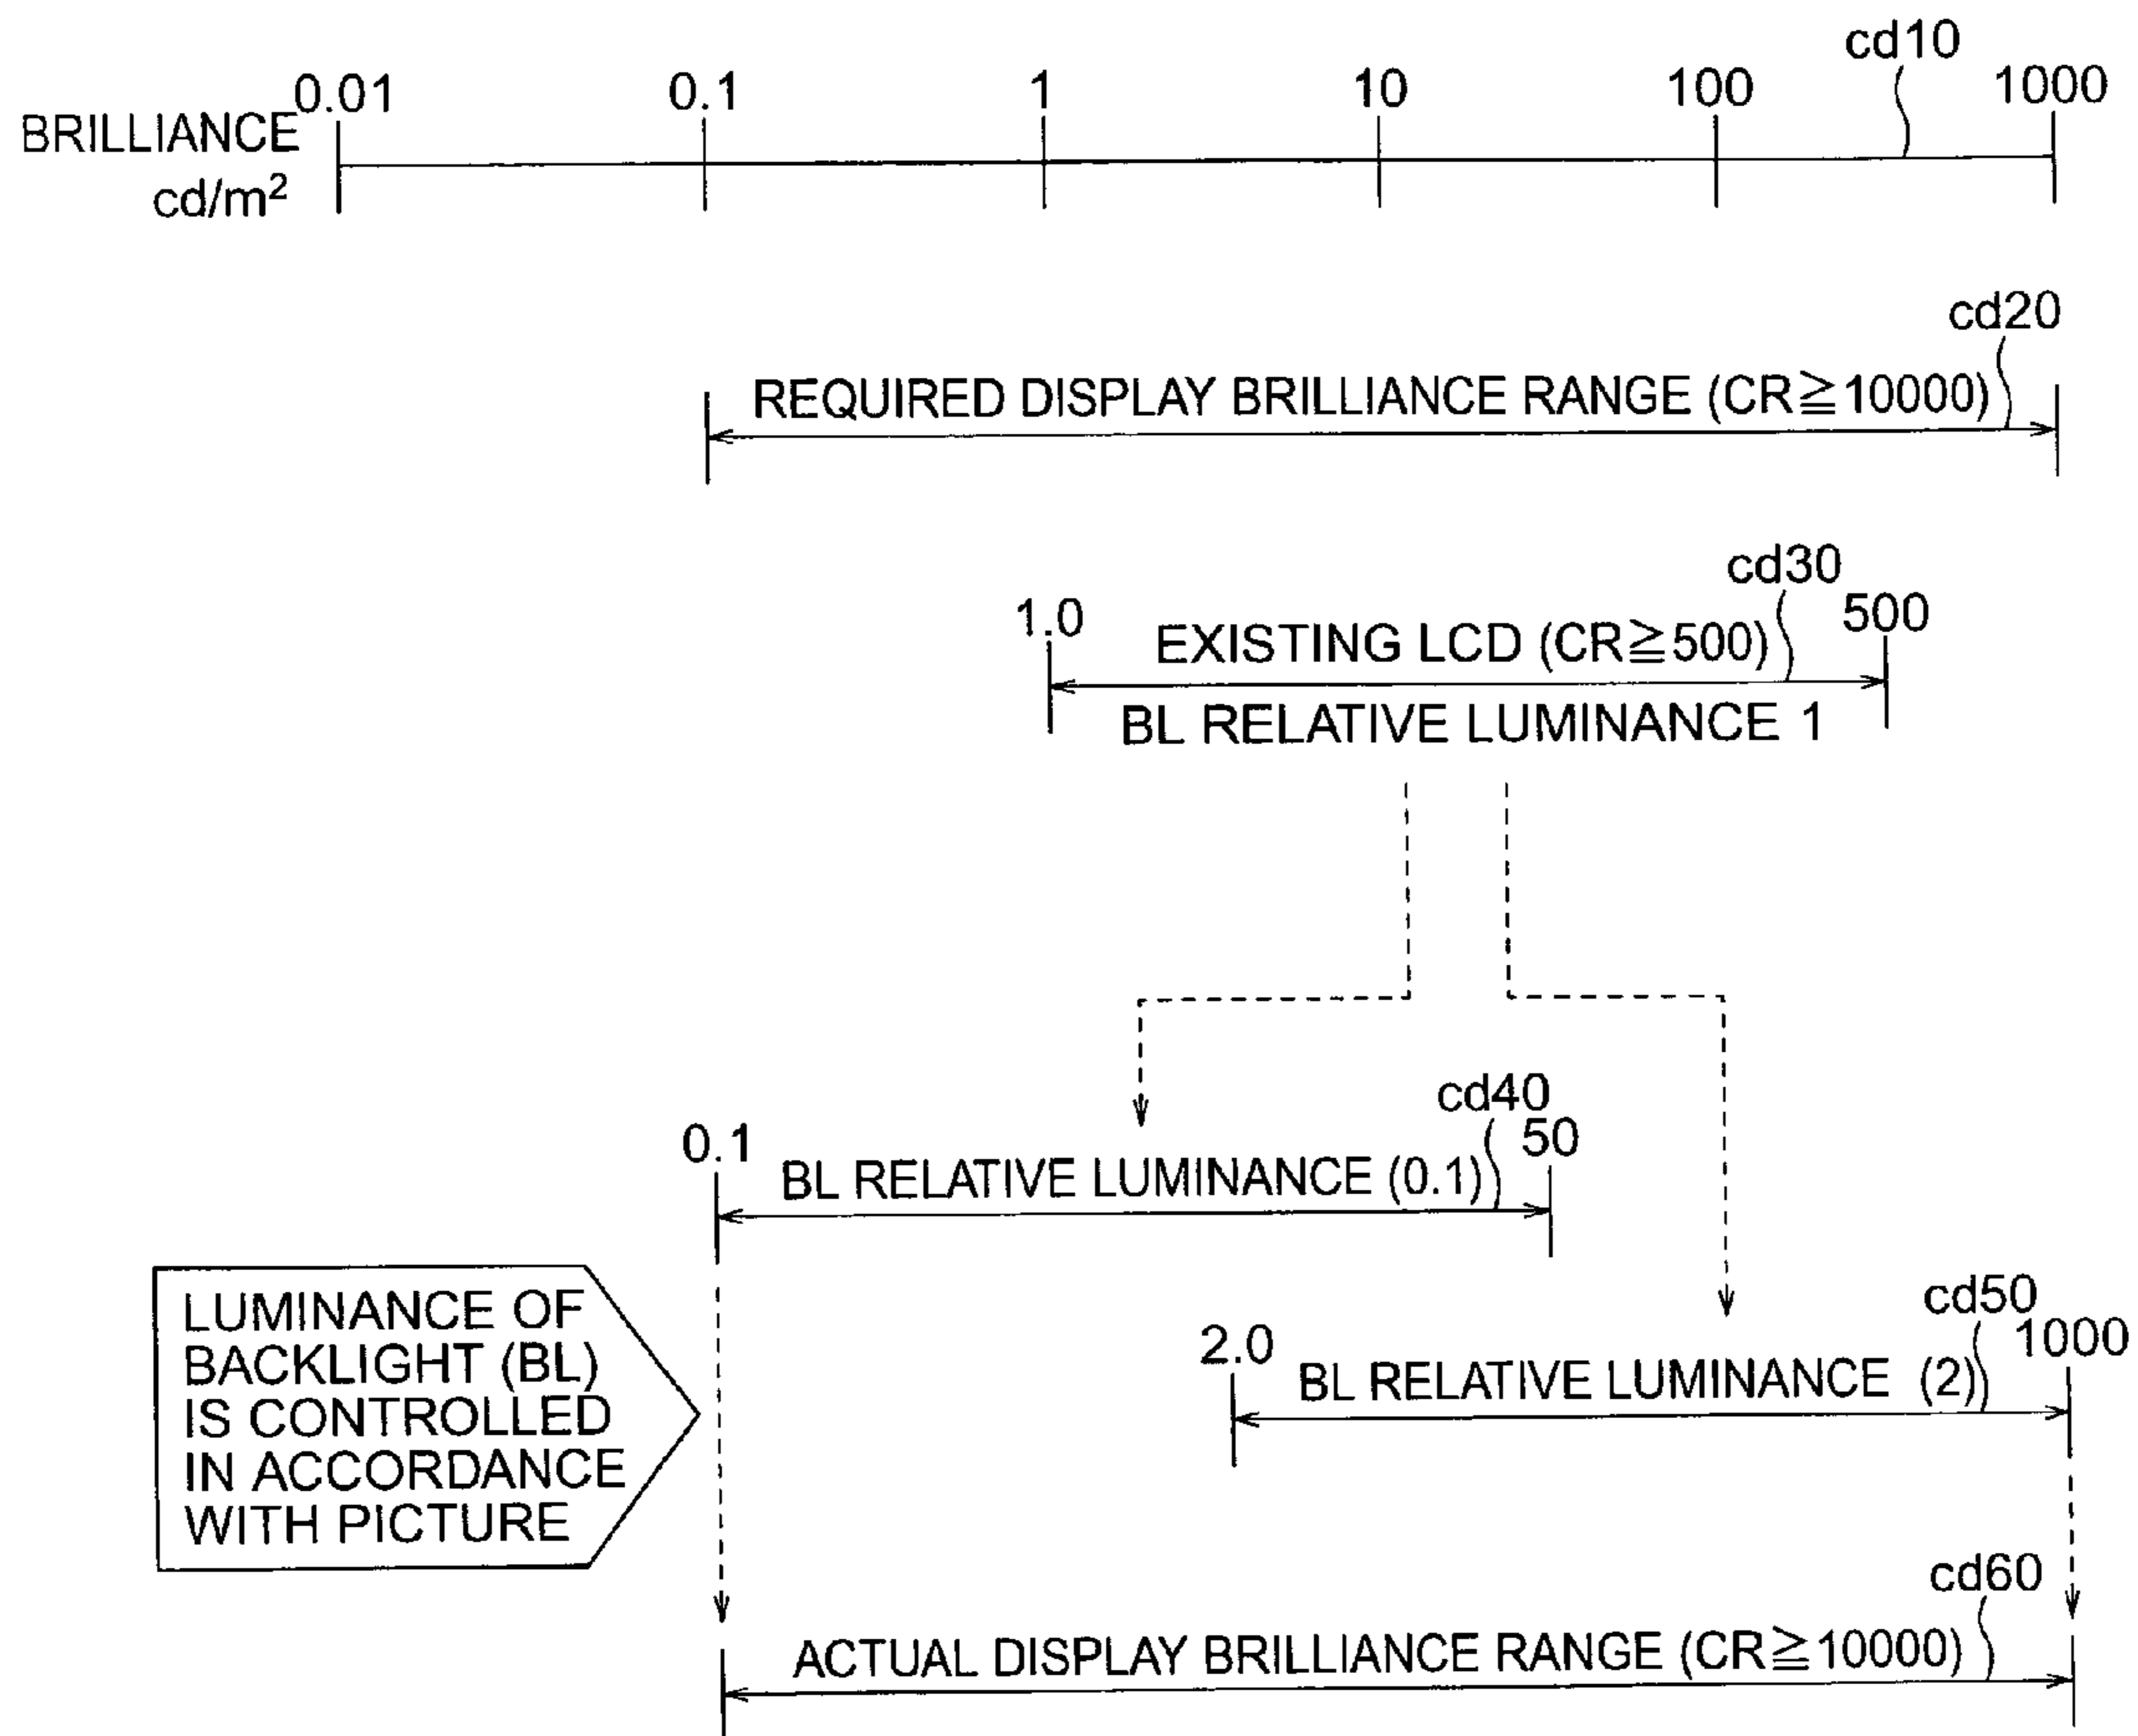 cd10
0.01 0.1 1 10 100 1000
BRILLIANCE
cd/m²
cd20
REQUIRED DISPLAY BRILLIANCE RANGE (CR≧10000)
cd30
1.0 500
EXISTING LCD (CR≧500)
BL RELATIVE LUMINANCE 1
cd40
0.1 50
BL RELATIVE LUMINANCE (0.1)
cd50
2.0 1000
BL RELATIVE LUMINANCE (2)
LUMINANCE OF
BACKLIGHT (BL)
IS CONTROLLED
IN ACCORDANCE
WITH PICTURE
cd60
ACTUAL DISPLAY BRILLIANCE RANGE (CR≧10000)